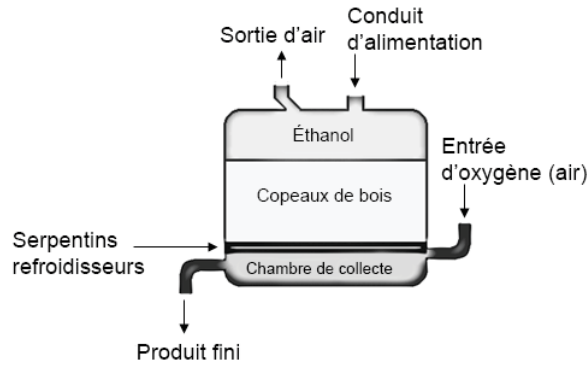 Sortie d'air
Conduit
d'alimentation
Éthanol
Entrée
d'oxygène (air)
Copeaux de bois
Serpentins
refroidisseurs
Chambre de collecte
Produit fini